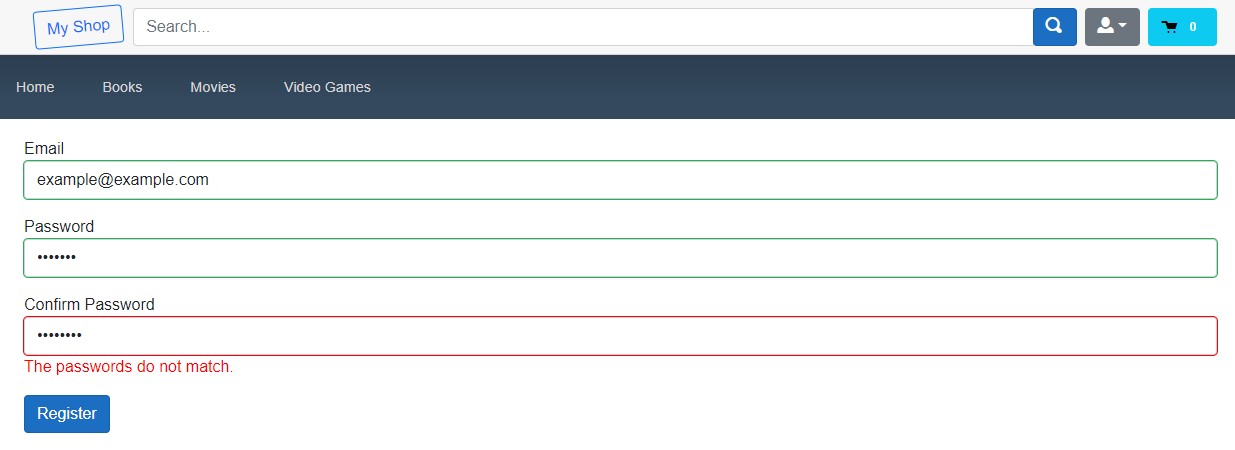 My Shop
Search...
0
Home Books Movies Video Games
Email
example@example.com
Password
•••••••
Confirm Password
••••••••
The passwords do not match.
Register